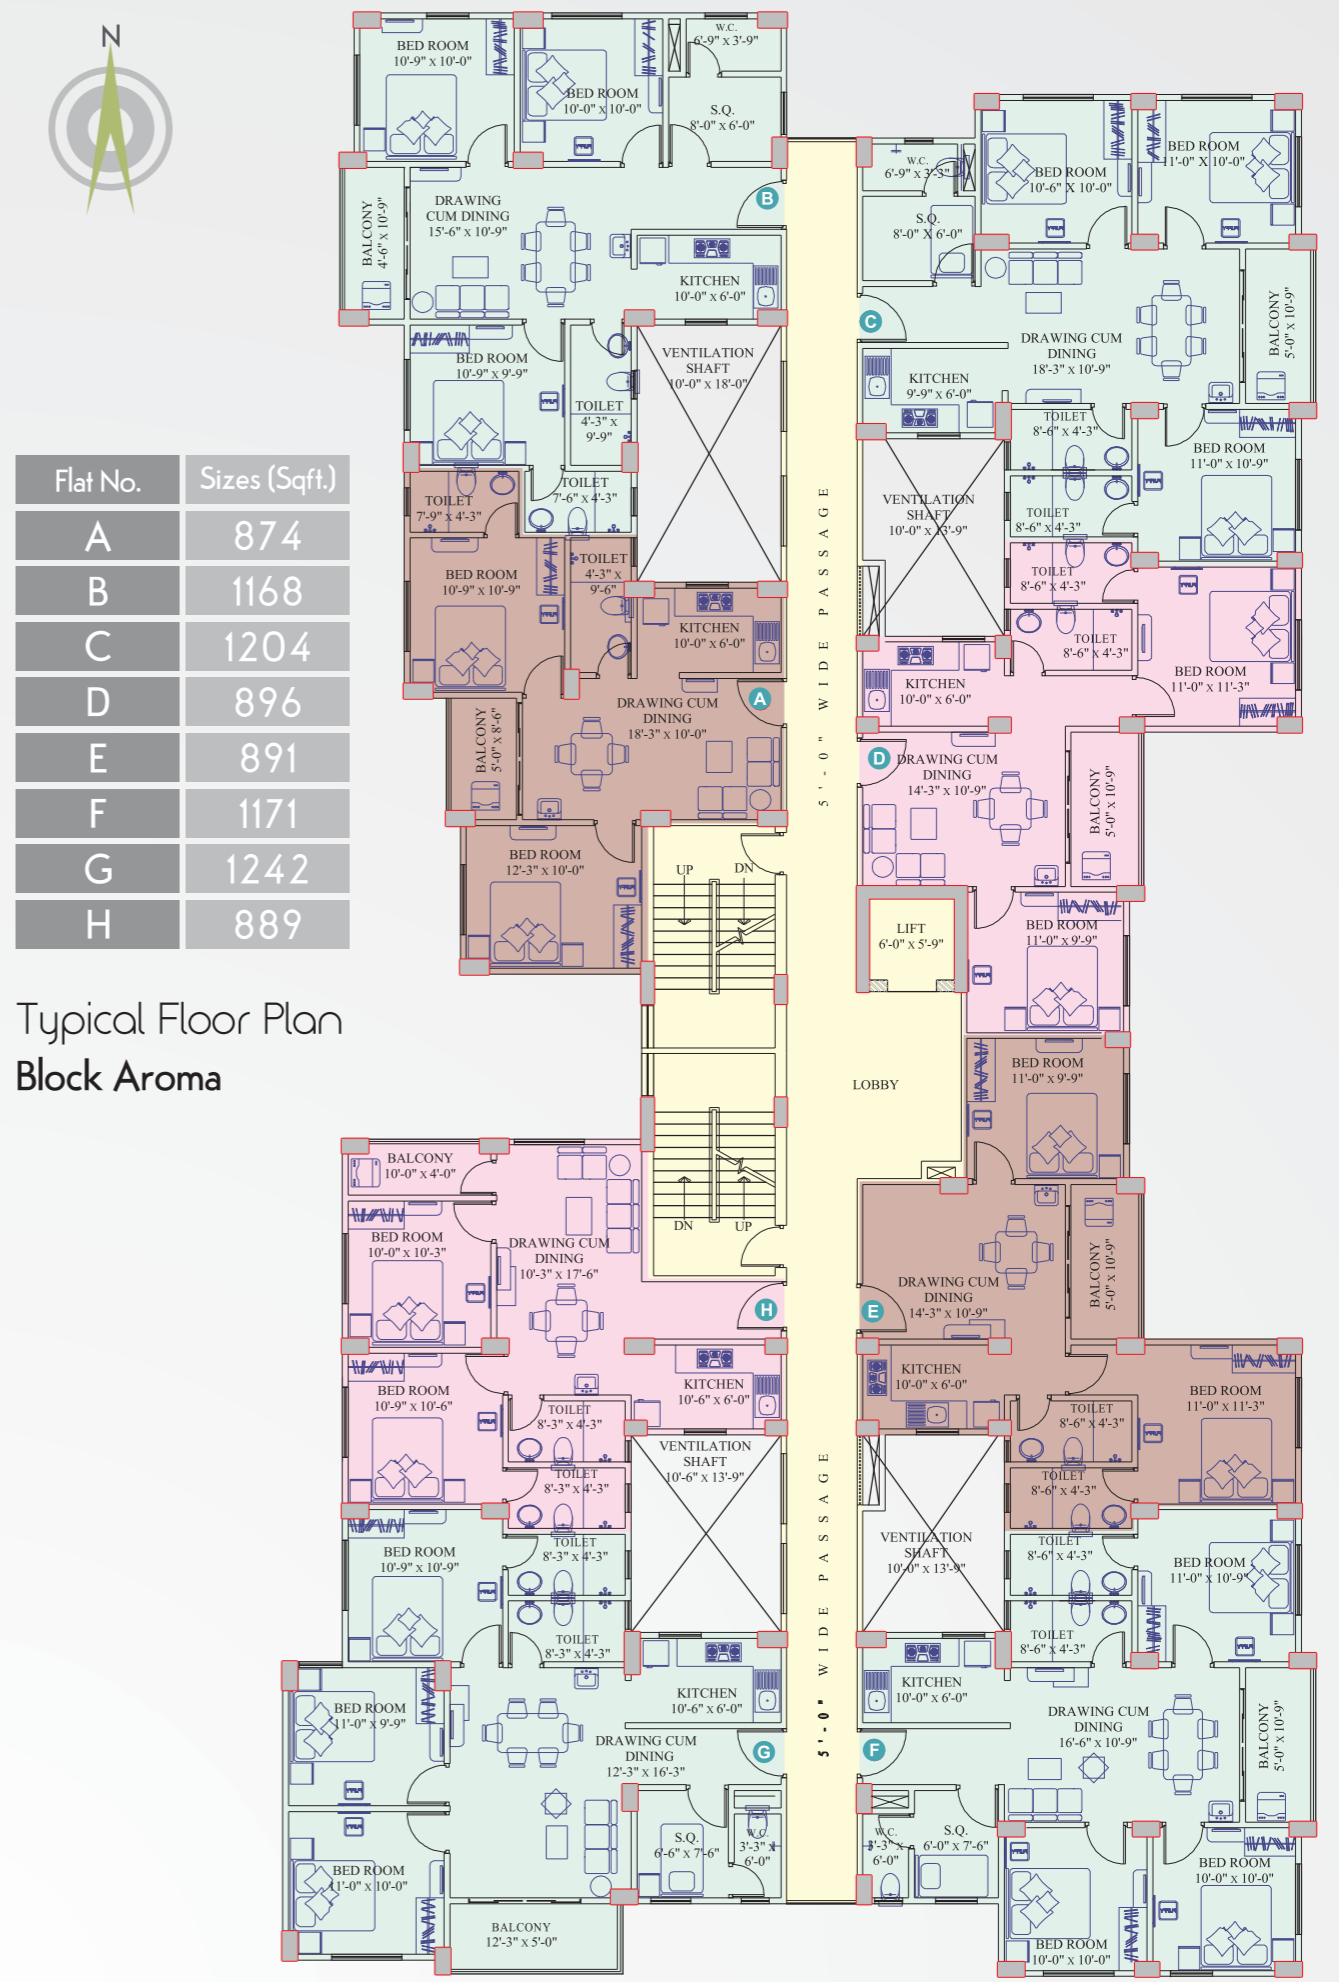 N
BED ROOM
10'-9" x 10'-0"
BED ROOM
10'-0" x 10'-0"
W.C.
6'-9" x 3'-9"
S.Q.
8'-0" x 6'-0"
BALCONY
4'-6" x 10'-9"
DRAWING
CUM DINING
15'-6" x 10'-9"
B
KITCHEN
10'-0" x 6'-0"
BED ROOM
10'-9" x 9'-9"
TOILET
4'-3" x
9'-9"
VENTILATION
SHAFT
10'-0" x 18'-0"
TOILET
7'-6" x 4'-3"
W.C.
6'-9" x 3'-3"
S.Q.
8'-0" X 6'-0"
BED ROOM
10'-6" X 10'-0"
BED ROOM
11'-0" X 10'-0"
C
DRAWING CUM
DINING
18'-3" x 10'-9"
BALCONY
5'-0" x 10'-9"
KITCHEN
9'-9" x 6'-0"
TOILET
8'-6" x 4'-3"
BED ROOM
11'-0" x 10'-9"
VENTILATION
SHAFT
10'-0" x 13'-9"
TOILET
8'-6" x 4'-3"
Flat No. Sizes (Sqft.)
A 874
B 1168
C 1204
D 896
E 891
F 1171
G 1242
H 889
Typical Floor Plan
Block Aroma
TOILET
7'-9" x 4'-3"
BED ROOM
10'-9" x 10'-9"
TOILET
4'-3" x
9'-6"
KITCHEN
10'-0" x 6'-0"
A
DRAWING CUM
DINING
18'-3" x 10'-0"
BALCONY
5'-0" x 8'-6"
BED ROOM
12'-3" x 10'-0"
5'-0" WIDE PASSAGE
TOILET
8'-6" x 4'-3"
TOILET
8'-6" x 4'-3"
BED ROOM
11'-0" x 11'-3"
KITCHEN
10'-0" x 6'-0"
D
DRAWING CUM
DINING
14'-3" x 10'-9"
BALCONY
5'-0" x 10'-9"
UP
DN
LIFT
6'-0" x 5'-9"
BED ROOM
11'-0" x 9'-9"
LOBBY
BED ROOM
11'-0" x 9'-9"
DN
UP
BALCONY
10'-0" x 4'-0"
BED ROOM
10'-0" x 10'-3"
DRAWING CUM
DINING
10'-3" x 17'-6"
H
BED ROOM
10'-9" x 10'-6"
KITCHEN
10'-6" x 6'-0"
TOILET
8'-3" x 4'-3"
TOILET
8'-3" x 4'-3"
VENTILATION
SHAFT
10'-6" x 13'-9"
E
DRAWING CUM
DINING
14'-3" x 10'-9"
BALCONY
5'-0" x 10'-9"
KITCHEN
10'-0" x 6'-0"
BED ROOM
11'-0" x 11'-3"
TOILET
8'-6" x 4'-3"
TOILET
8'-6" x 4'-3"
5'-0" WIDE PASSAGE
VENTILATION
SHAFT
10'-0" x 13'-9"
BED ROOM
10'-9" x 10'-9"
TOILET
8'-3" x 4'-3"
TOILET
8'-3" x 4'-3"
BED ROOM
11'-0" x 9'-9"
KITCHEN
10'-6" x 6'-0"
DRAWING CUM
DINING
12'-3" x 16'-3"
G
BED ROOM
11'-0" x 10'-0"
S.Q.
6'-6" x 7'-6"
W.C.
3'-3" x
6'-0"
BALCONY
12'-3" x 5'-0"
TOILET
8'-6" x 4'-3"
BED ROOM
11'-0" x 10'-9"
TOILET
8'-6" x 4'-3"
KITCHEN
10'-0" x 6'-0"
F
DRAWING CUM
DINING
16'-6" x 10'-9"
BALCONY
5'-0" x 10'-9"
W.C.
3'-3" x
6'-0"
S.Q.
6'-0" x 7'-6"
BED ROOM
10'-0" x 10'-0"
BED ROOM
10'-0" x 10'-0"